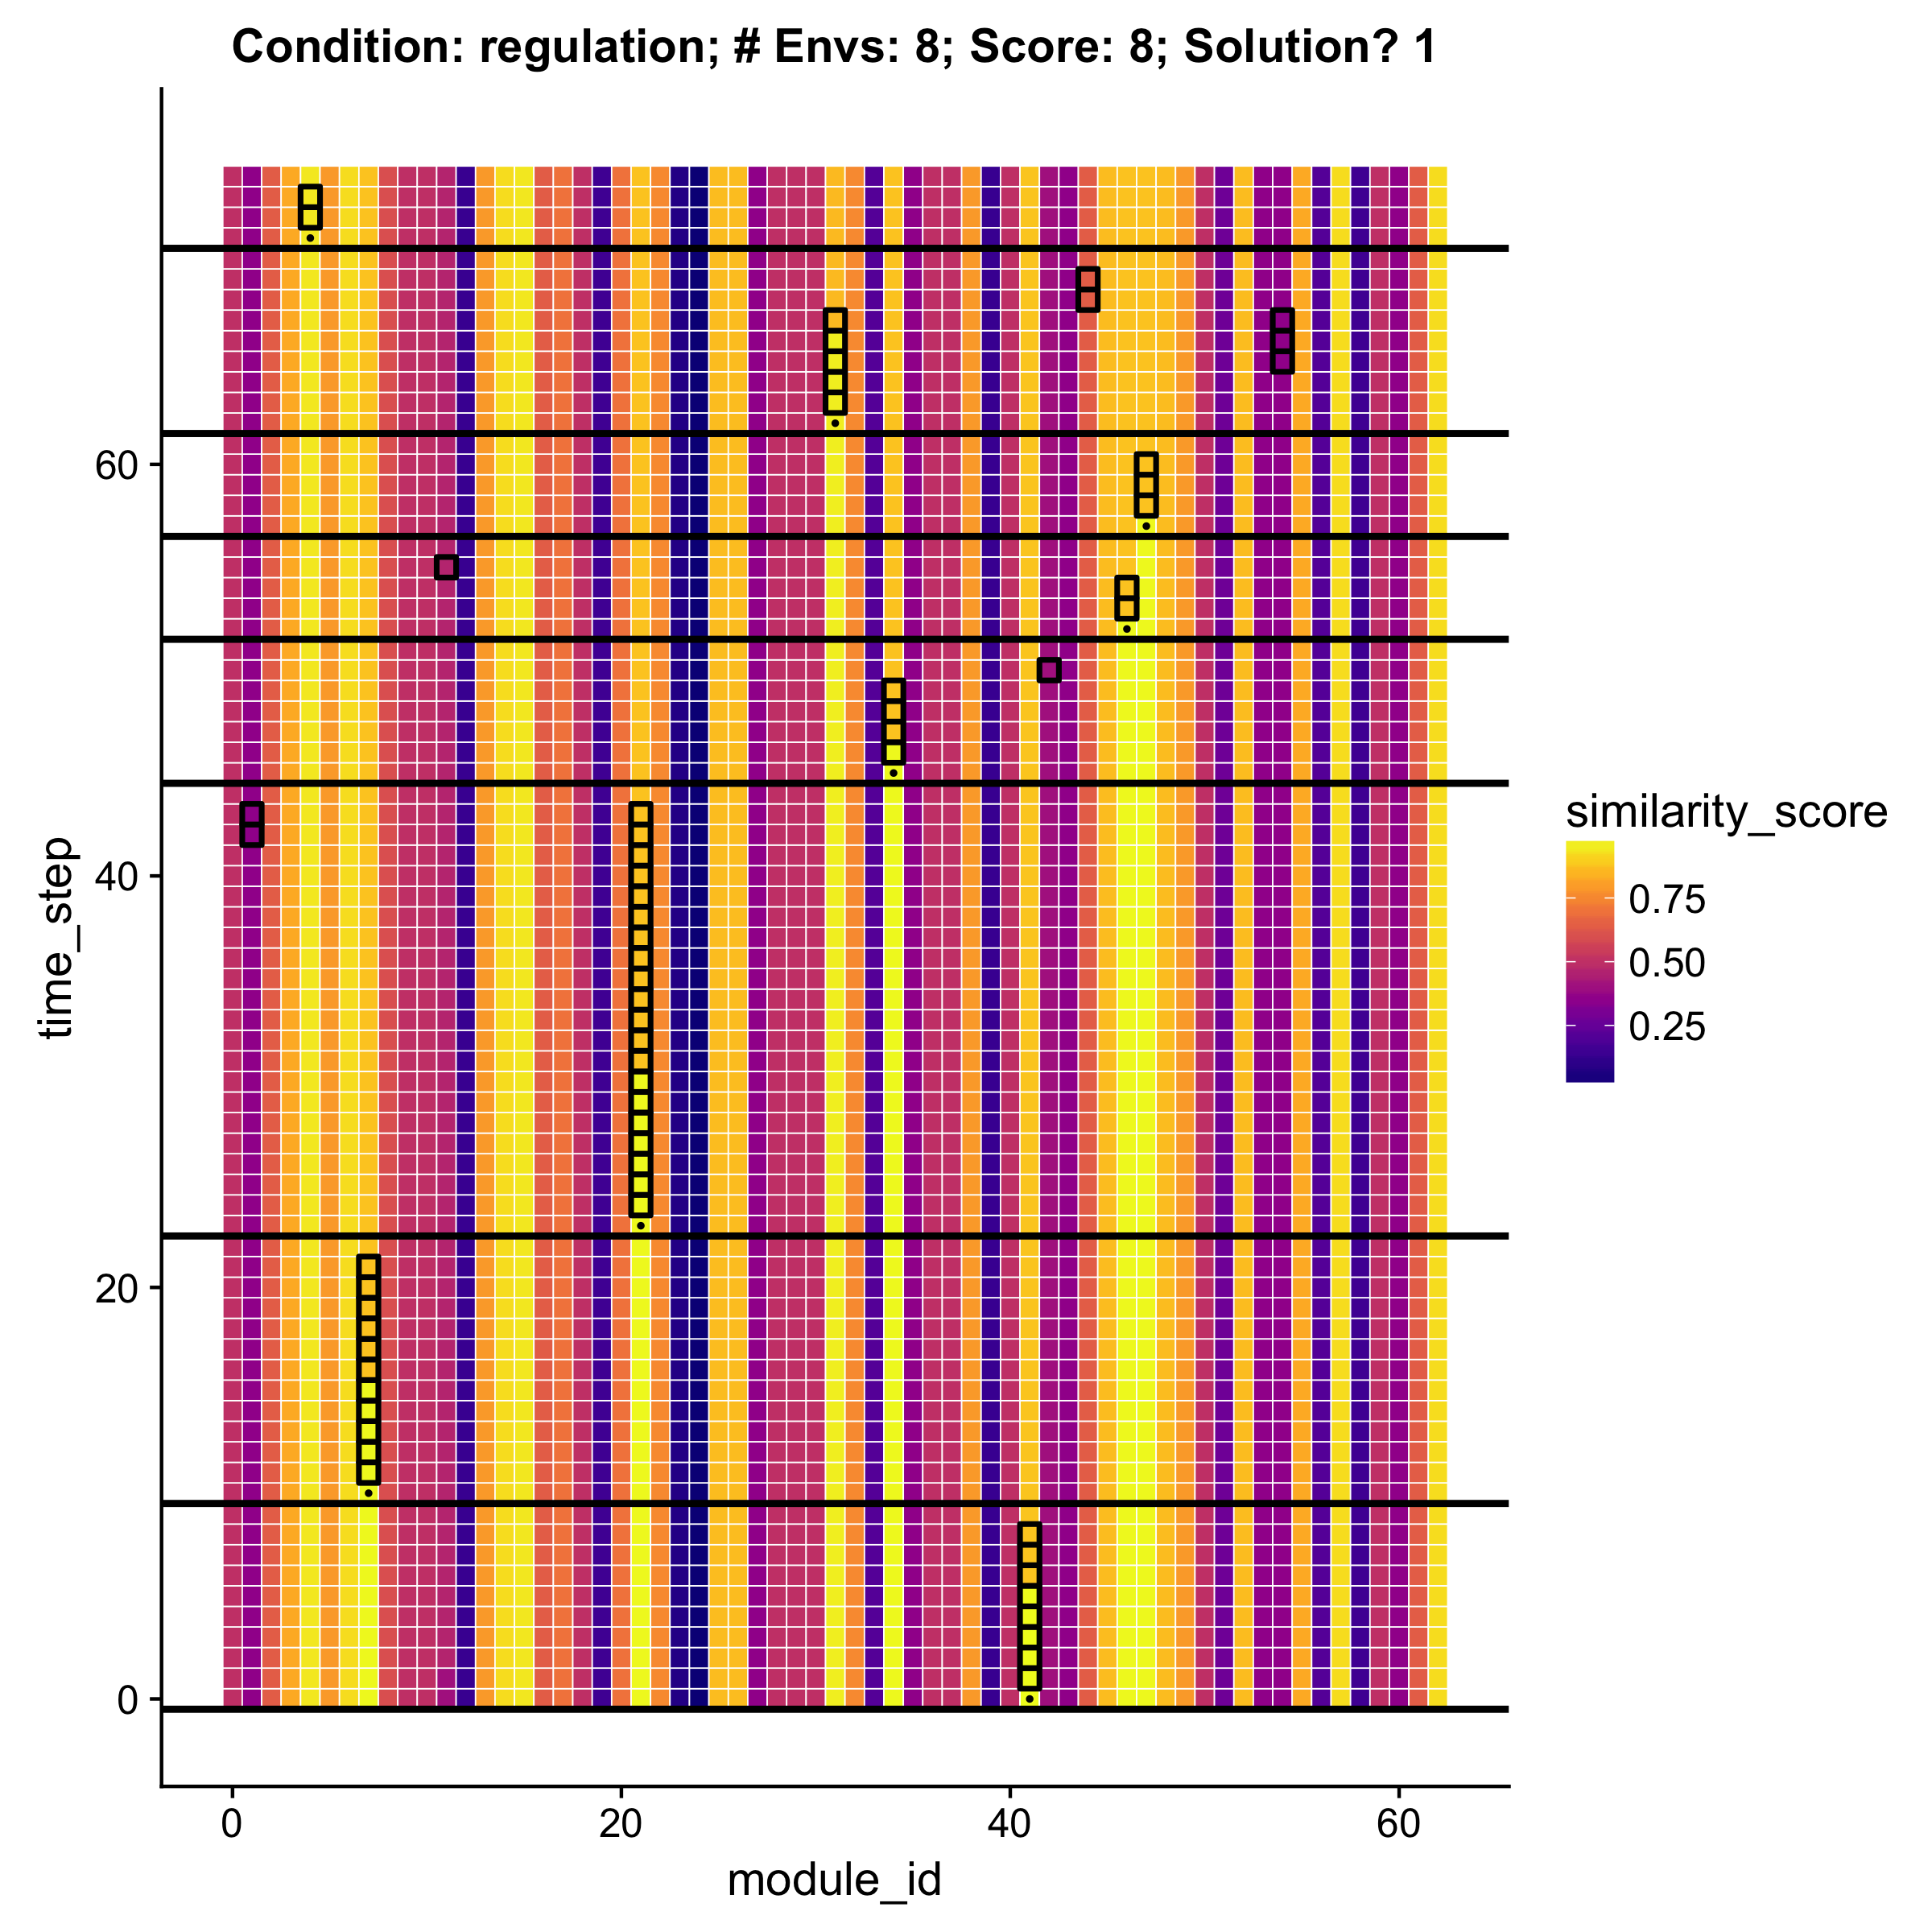 Condition: regulation; # Envs: 8; Score: 8; Solution? 1
time_step
60
40
20
0
0
20
40
60
module_id
similarity_score
0.75
0.50
0.25